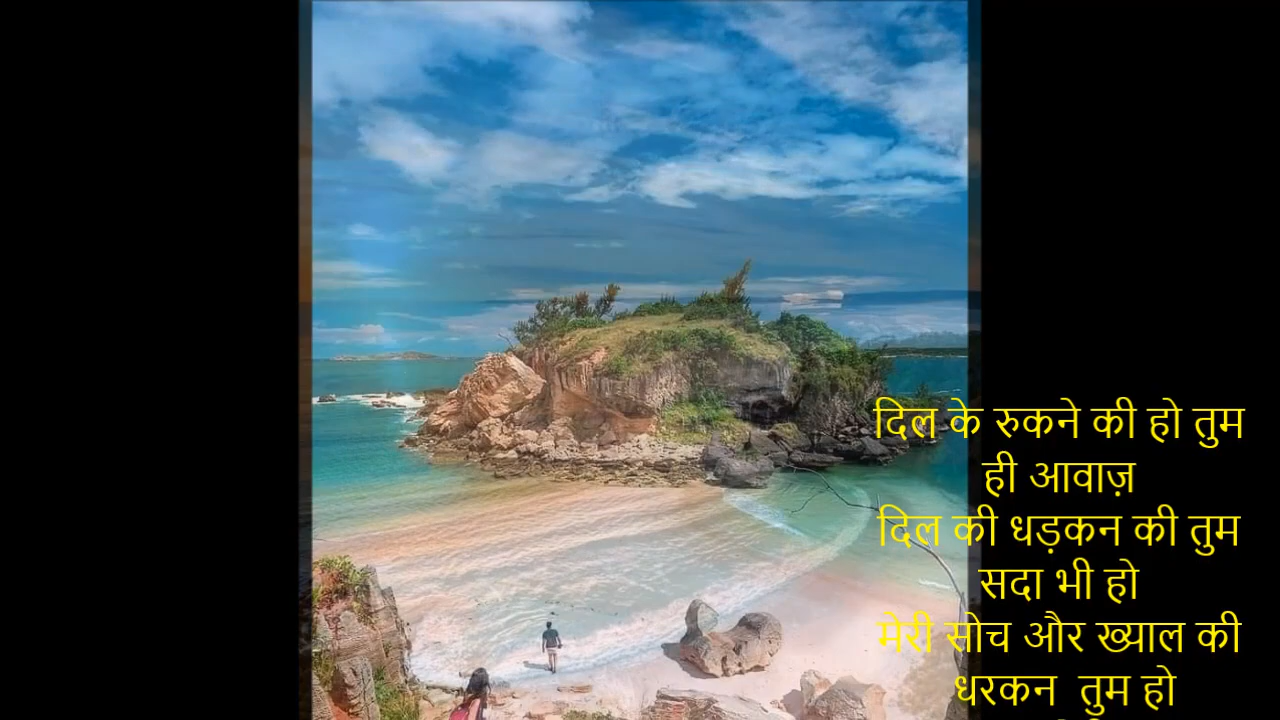 दिल के रुकने की हो तुम
ही आवाज़
दिल की धड़कन की तुम
सदा भी हो
मेरी सोच और ख्याल की
धरकन  तुम हो